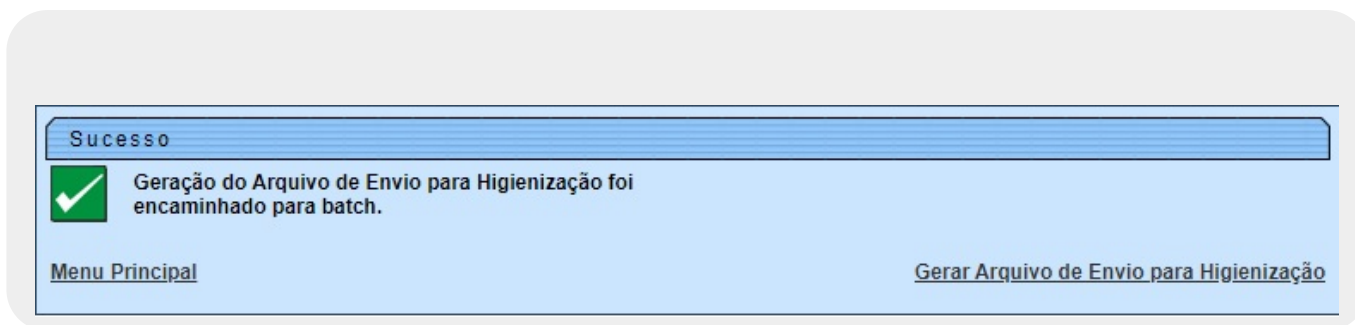 Sucesso
Geração do Arquivo de Envio para Higienização foi
encaminhado para batch.
Menu Principal
Gerar Arquivo de Envio para Higienização